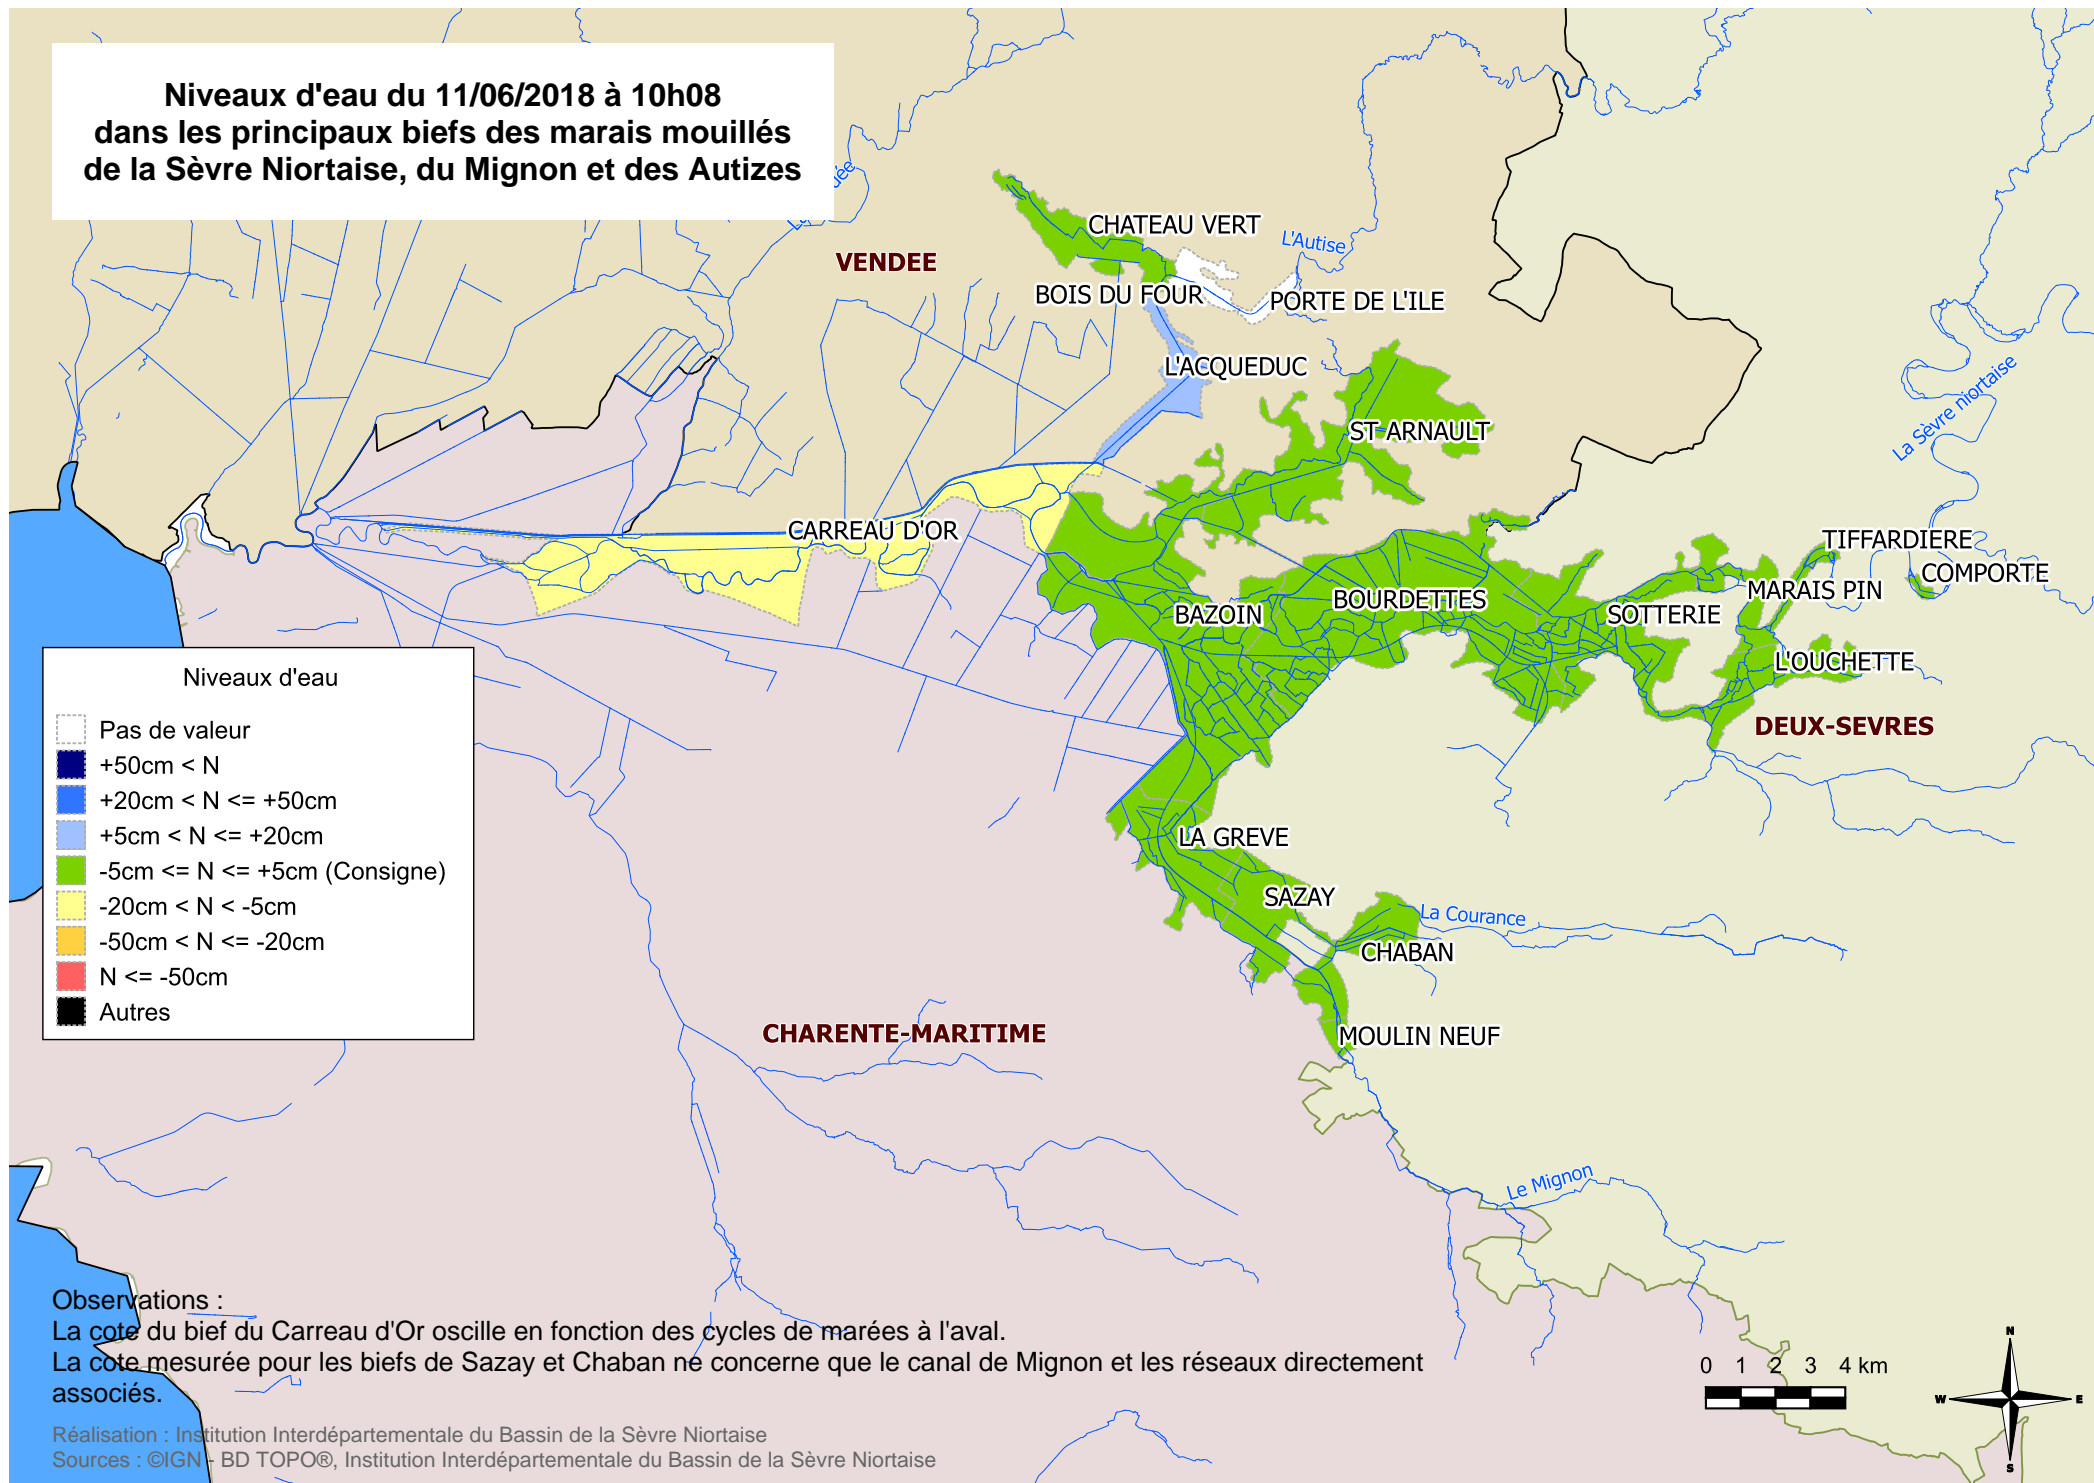 Niveaux d'eau du 11/06/2018 à 10h08
dans les principaux biefs des marais mouillés
de la Sèvre Niortaise, du Mignon et des Autizes
CHATEAU VERT
L'Autise
VENDEE
BOIS DU FOUR
PORTE DE L'ILE
L'ACQUEDUC
La Sèvre niortaise
ST ARNAULT
CARREAU D'OR
TIFFARDIERE
COMPORTE
MARAIS PIN
BOURDETTES
BAZOIN
SOTTERIE
L'OUCHETTE
DEUX-SEVRES
Niveaux d'eau
Pas de valeur
+50cm < N
+20cm < N <= +50cm
+5cm < N <= +20cm
-5cm <= N <= +5cm (Consigne)
-20cm < N < -5cm
-50cm < N <= -20cm
N <= -50cm
Autres
LA GREVE
SAZAY
La Courance
CHABAN
CHARENTE-MARITIME
MOULIN NEUF
Le Mignon
Observations :
La cote du bief du Carreau d'Or oscille en fonction des cycles de marées à l'aval.
La cote mesurée pour les biefs de Sazay et Chaban ne concerne que le canal de Mignon et les réseaux directement
associés.
0 1 2 3 4 km
N
W
E
S
Réalisation : Institution Interdépartementale du Bassin de la Sèvre Niortaise
Sources : ©IGN - BD TOPO®, Institution Interdépartementale du Bassin de la Sèvre Niortaise